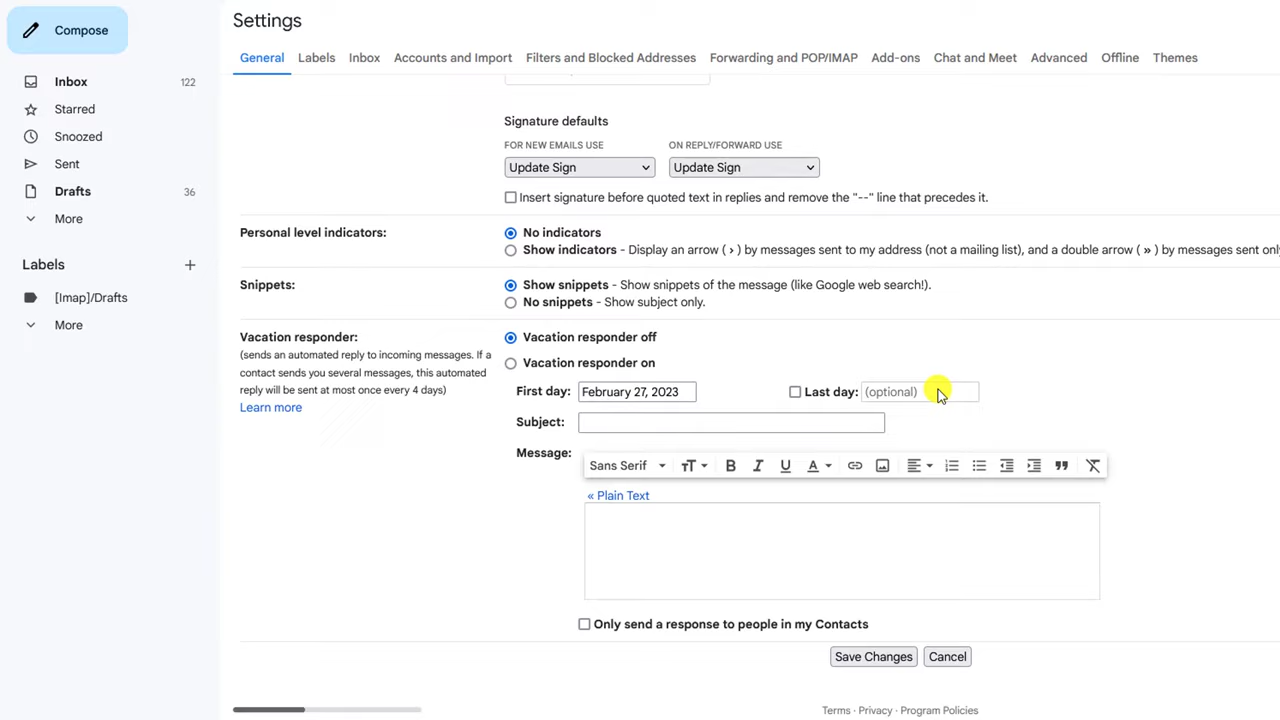 Compose
Settings
General Labels Inbox Accounts and Import Filters and Blocked Addresses Forwarding and POP/IMAP Add-ons Chat and Meet Advanced Offline Themes
Inbox 122
Starred
Snoozed
Sent
Drafts 36
More
Labels +
[Imap]/Drafts
More
Signature defaults
FOR NEW EMAILS USE ON REPLY/FORWARD USE
Update Sign Update Sign
Insert signature before quoted text in replies and remove the "--" line that precedes it.
Personal level indicators: No indicators
Show indicators - Display an arrow ( › ) by messages sent to my address (not a mailing list), and a double arrow ( » ) by messages sent only
Snippets: Show snippets - Show snippets of the message (like Google web search!).
No snippets - Show subject only.
Vacation responder: Vacation responder off
(sends an automated reply to incoming messages. If a
contact sends you several messages, this automated
reply will be sent at most once every 4 days)
Learn more
Vacation responder on
First day: February 27, 2023 Last day: (optional)
Subject:
Message:
Sans Serif
« Plain Text
Only send a response to people in my Contacts
Save Changes Cancel
Terms · Privacy · Program Policies